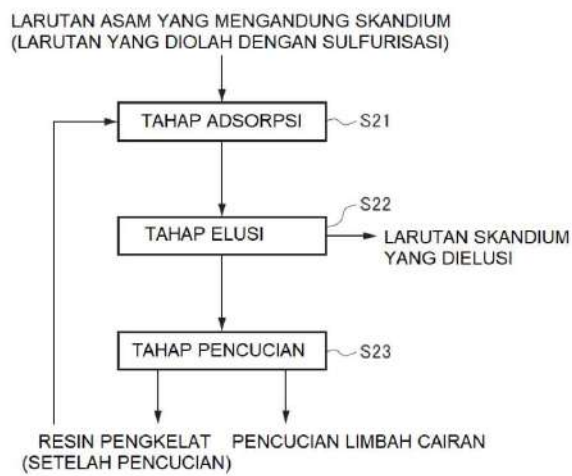 LARUTAN ASAM YANG MENGANDUNG SKANDIUM
(LARUTAN YANG DIOLAH DENGAN SULFURISASI)
TAHAP ADSORPSI
S21
S22
TAHAP ELUSI
LARUTAN SKANDIUM
YANG DIELUSI
TAHAP PENCUCIAN
S23
RESIN PENGKELAT
(SETELAH PENCUCIAN)
PENCUCIAN LIMBAH CAIRAN